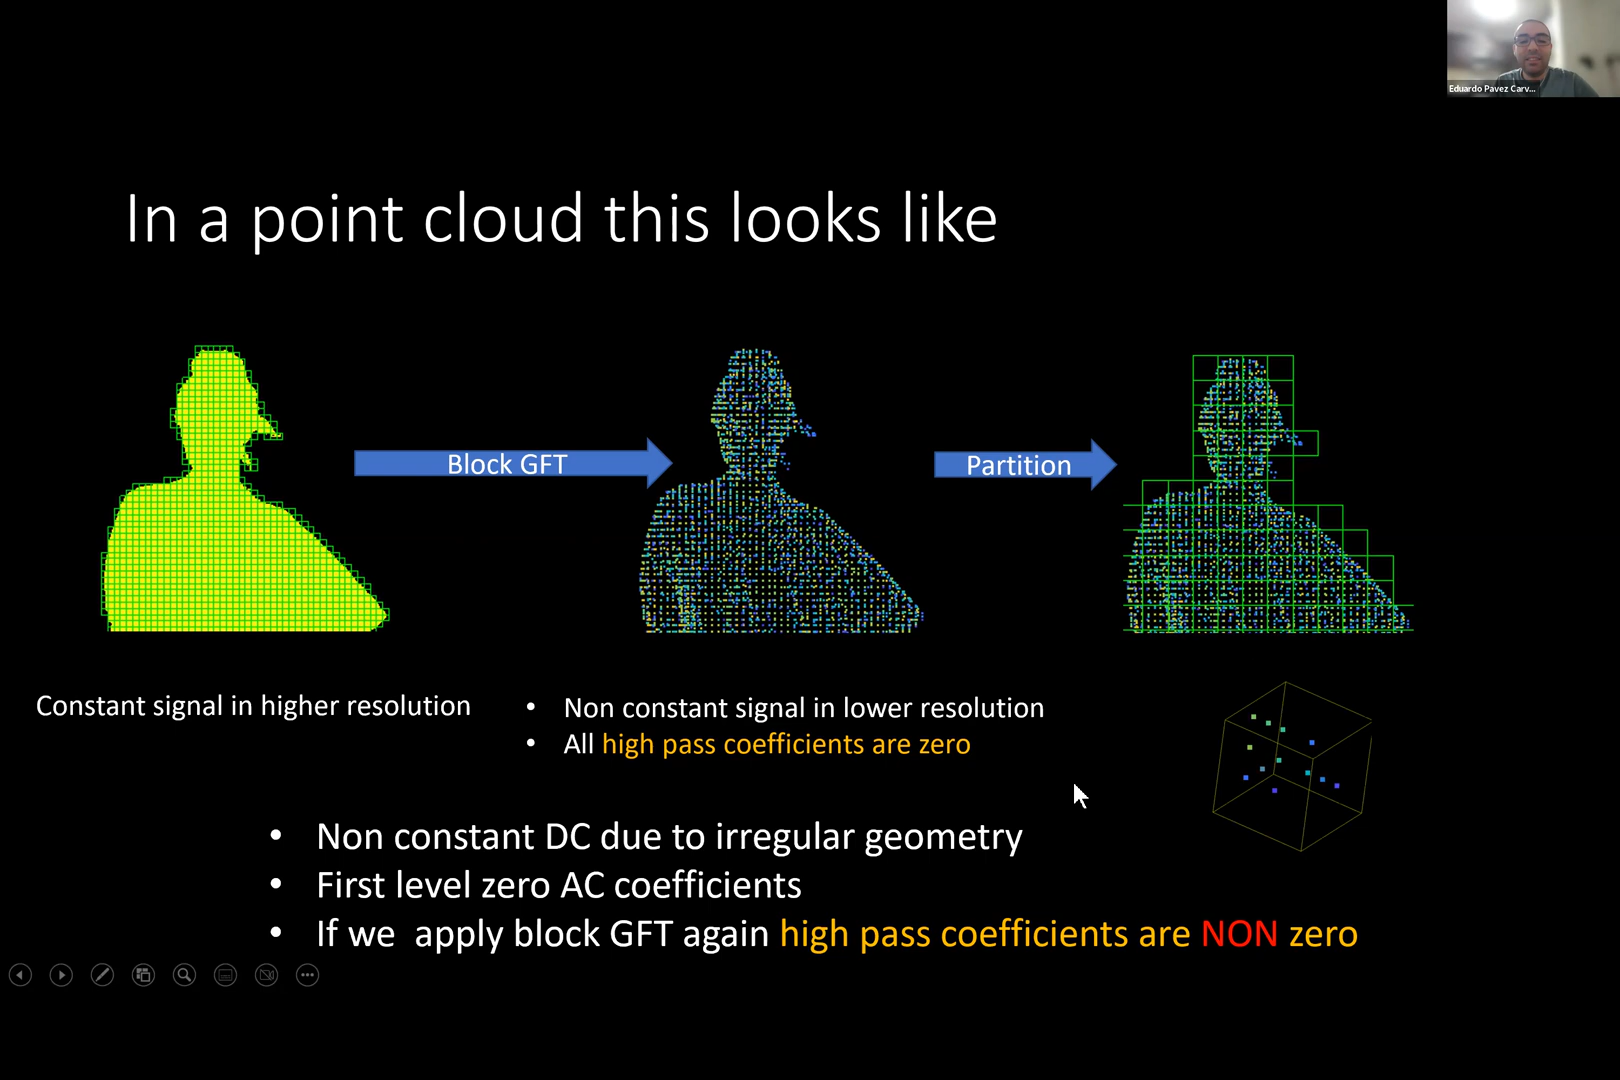 Eduardo Pavez Carv...
In a point cloud this looks like
Block GFT
Partition
Constant signal in higher resolution
• Non constant signal in lower resolution
• All high pass coefficients are zero
• Non constant DC due to irregular geometry
• First level zero AC coefficients
• If we  apply block GFT again high pass coefficients are NON zero